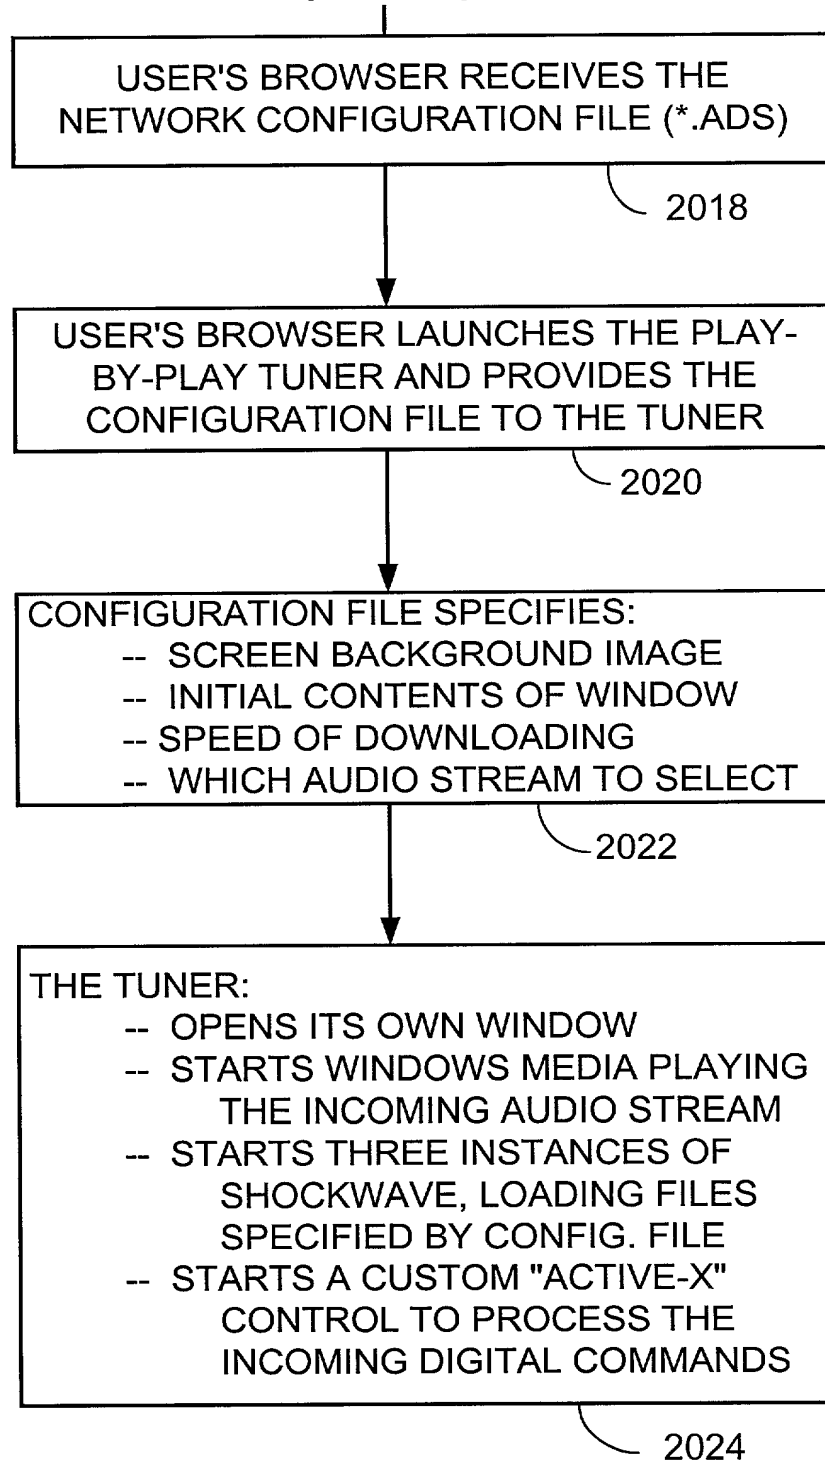 USER'S BROWSER RECEIVES THE
NETWORK CONFIGURATION FILE (*.ADS)
2018
USER'S BROWSER LAUNCHES THE PLAY-
BY-PLAY TUNER AND PROVIDES THE
CONFIGURATION FILE TO THE TUNER
2020
CONFIGURATION FILE SPECIFIES:
-- SCREEN BACKGROUND IMAGE
-- INITIAL CONTENTS OF WINDOW
-- SPEED OF DOWNLOADING
-- WHICH AUDIO STREAM TO SELECT
2022
THE TUNER:
-- OPENS ITS OWN WINDOW
-- STARTS WINDOWS MEDIA PLAYING
THE INCOMING AUDIO STREAM
-- STARTS THREE INSTANCES OF
SHOCKWAVE, LOADING FILES
SPECIFIED BY CONFIG. FILE
-- STARTS A CUSTOM "ACTIVE-X"
CONTROL TO PROCESS THE
INCOMING DIGITAL COMMANDS
2024